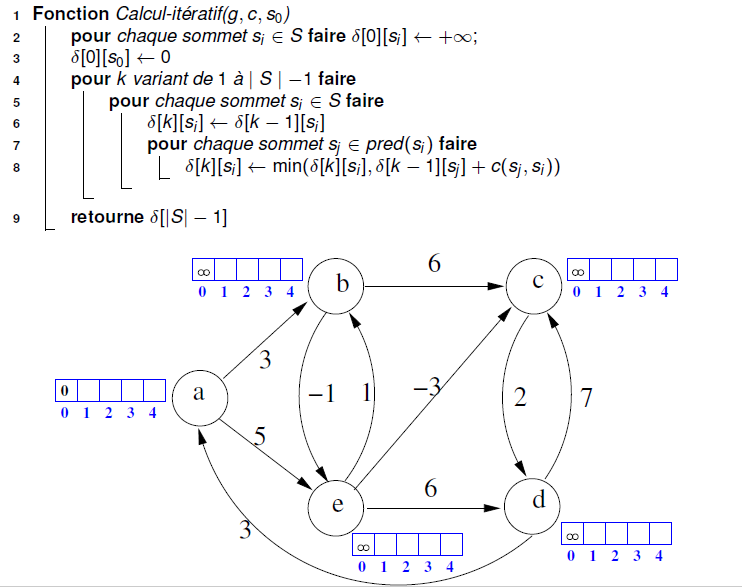 1 Fonction Calcul-itératif(g, c, s₀)
2 pour chaque sommet sᵢ ∈ S faire δ[0][sᵢ] ← +∞;
3 δ[0][s₀] ← 0
4 pour k variant de 1 à | S | −1 faire
5 pour chaque sommet sᵢ ∈ S faire
6 δ[k][sᵢ] ← δ[k − 1][sᵢ]
7 pour chaque sommet sⱼ ∈ pred(sᵢ) faire
8 δ[k][sᵢ] ← min(δ[k][sᵢ], δ[k − 1][sⱼ] + c(sⱼ, sᵢ))
9 retourne δ[|S| − 1]
∞
0 1 2 3 4
b
6
c
∞
0 1 2 3 4
3
0
0 1 2 3 4
a
−1
1
−3
2
7
5
e
6
d
3
∞
0 1 2 3 4
∞
0 1 2 3 4